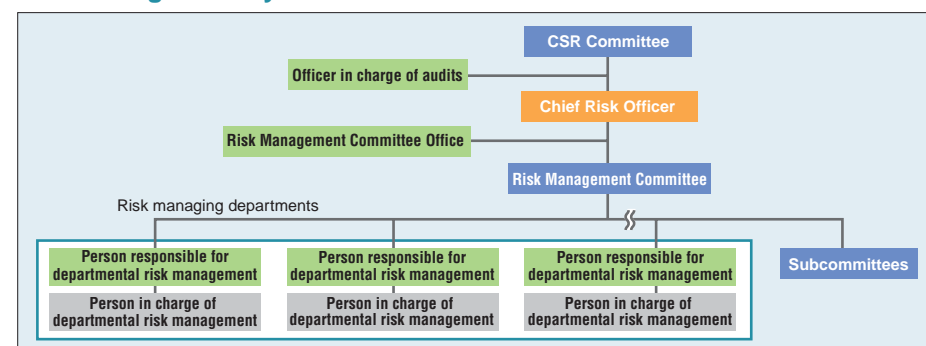 CSR Committee
Officer in charge of audits
Chief Risk Officer
Risk Management Committee Office
Risk Management Committee
Risk managing departments
Person responsible for
departmental risk management
Person responsible for
departmental risk management
Person responsible for
departmental risk management
Subcommittees
Person in charge of
departmental risk management
Person in charge of
departmental risk management
Person in charge of
departmental risk management